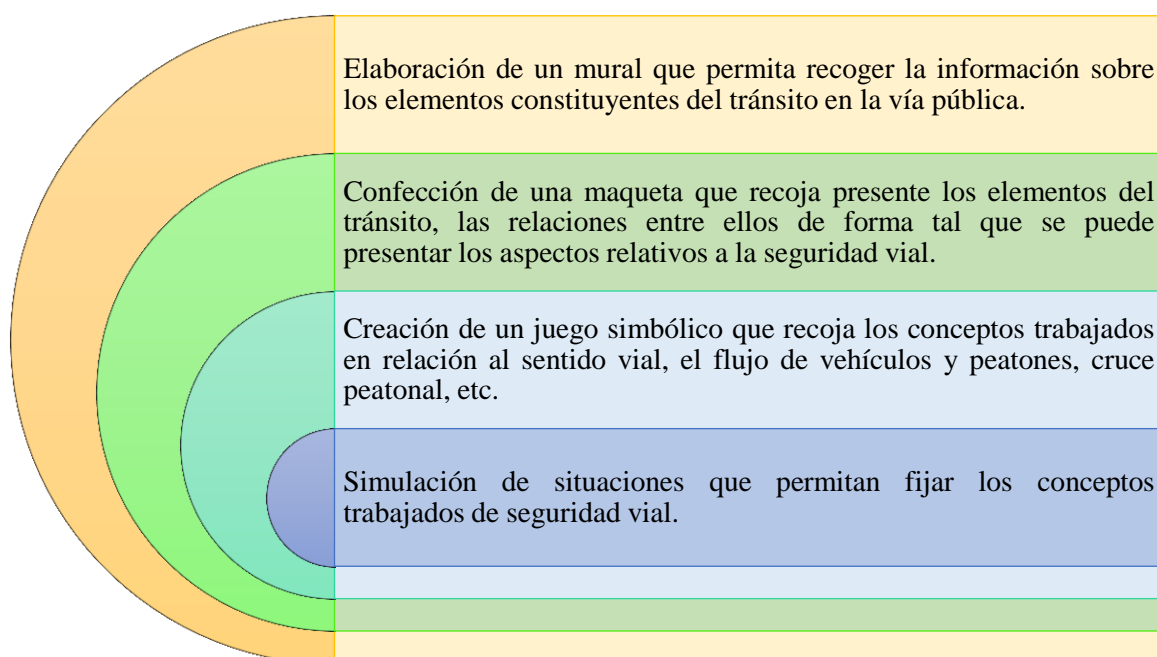 Elaboración de un mural que permita recoger la información sobre
los elementos constituyentes del tránsito en la vía pública.
Confección de una maqueta que recoja presente los elementos del
tránsito, las relaciones entre ellos de forma tal que se puede
presentar los aspectos relativos a la seguridad vial.
Creación de un juego simbólico que recoja los conceptos trabajados
en relación al sentido vial, el flujo de vehículos y peatones, cruce
peatonal, etc.
Simulación de situaciones que permitan fijar los conceptos
trabajados de seguridad vial.